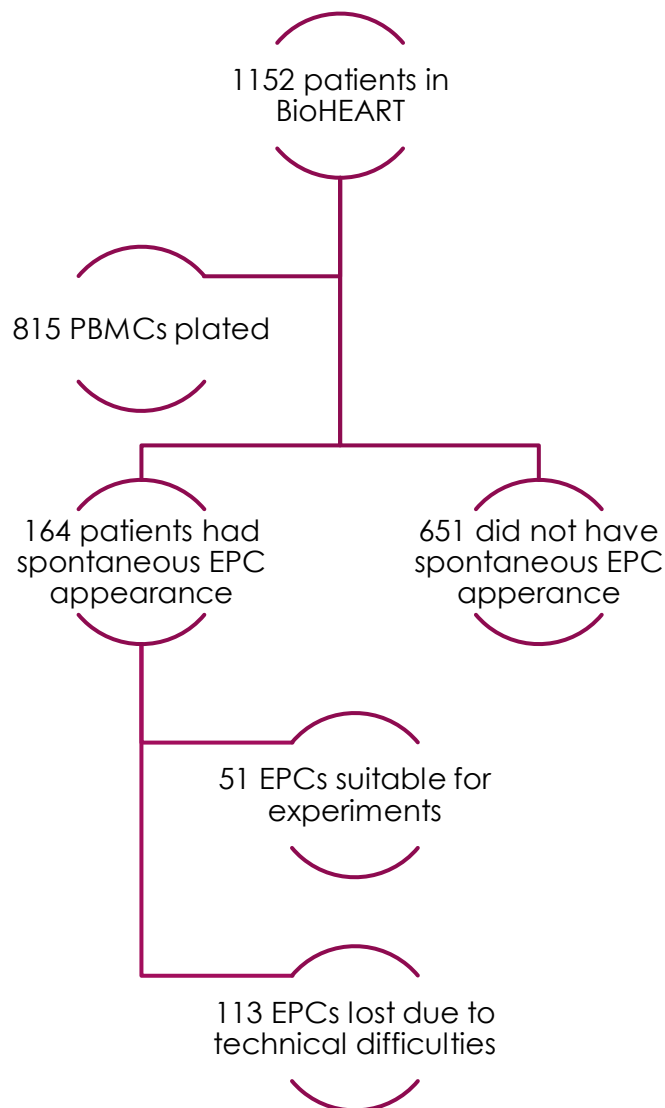 1152 patients in
BioHEART
815 PBMCs plated
164 patients had
spontaneous EPC
appearance
651 did not have
spontaneous EPC
apperance
51 EPCs suitable for
experiments
113 EPCs lost due to
technical difficulties